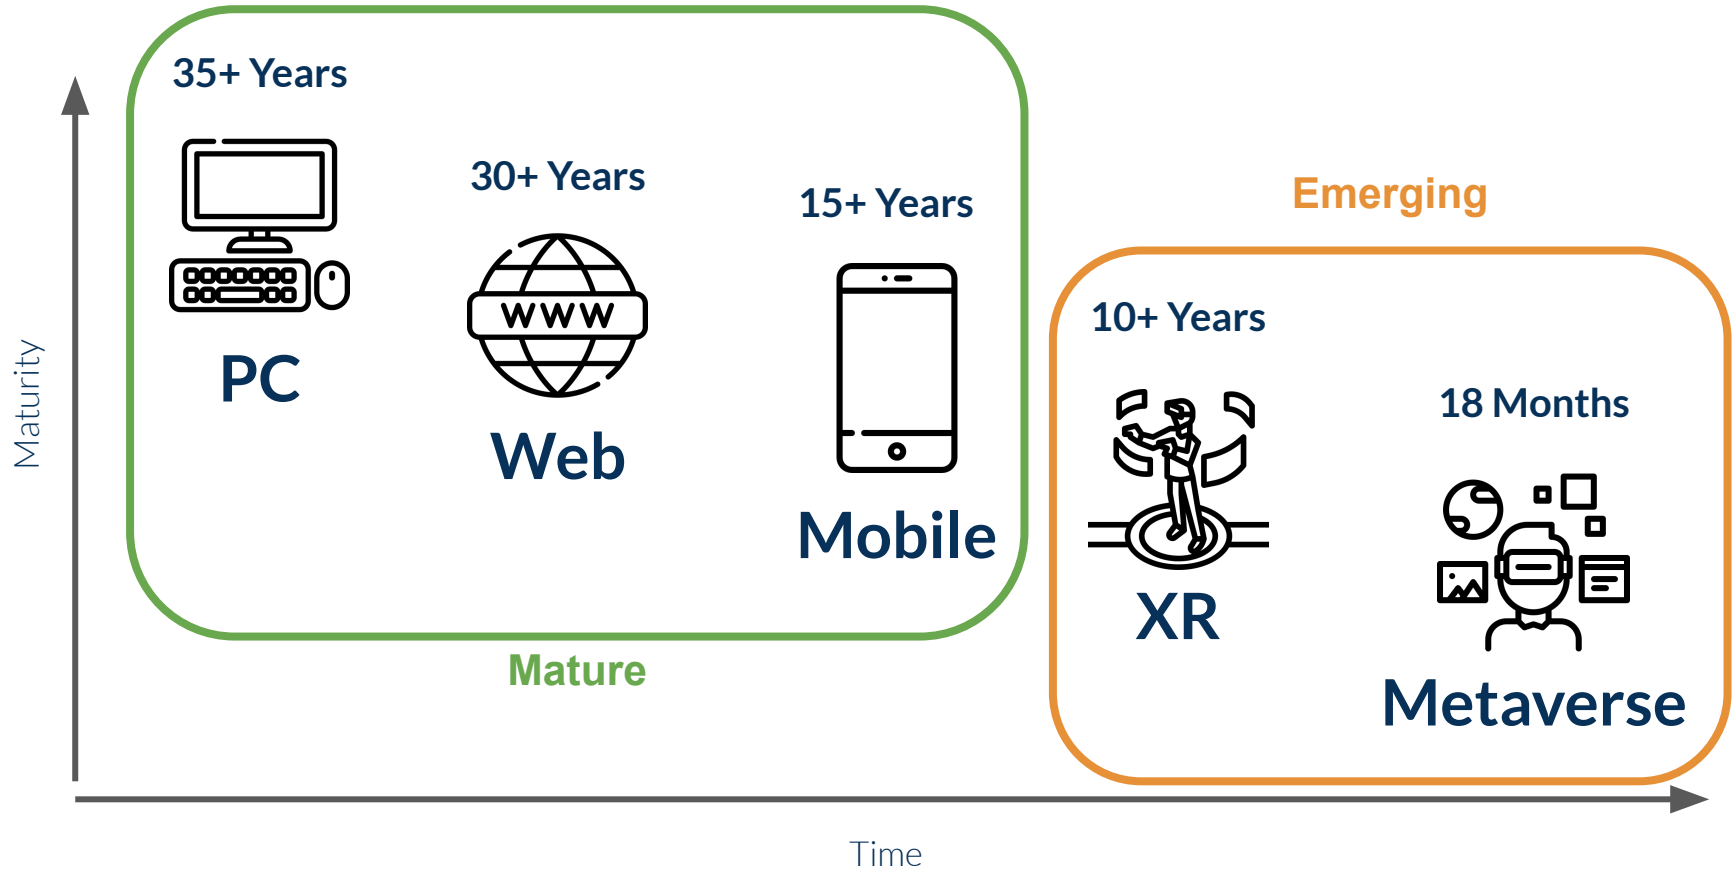 35+ Years
PC
30+ Years
WWW
Web
15+ Years
Mobile
Mature
Emerging
10+ Years
XR
18 Months
Metaverse
Maturity
Time